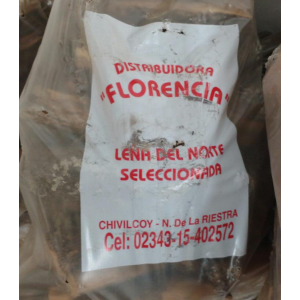 DISTRIBUIDORA
"FLORENCIA"
LEÑA DEL NORTE
SELECCIONADA
CHIVILCOY - N. De La RIESTRA
Cel: 02343-15-402572